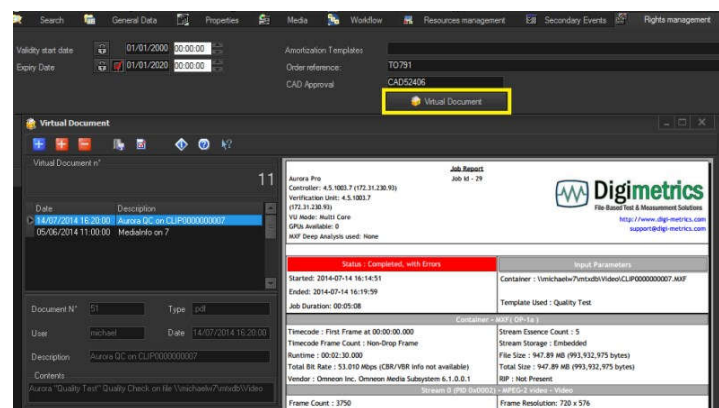 Search General Data Properties Media Workflow Resources management Secondary Events Rights management
Validity start date 01/01/2000 00:00:00 Amortization Templates
Expiry Date 01/01/2020 00:00:00 Order reference: TO791
CAD Approval CAD52406
Virtual Document
Virtual Document
Virtual Document n°
11
Date Description
14/07/2014 16:20:00 Aurora QC on CLIP0000000007
05/06/2014 11:00:00 MediaInfo on 7
Document N° 51 Type pdf
User michael Date 14/07/2014 16:20:00
Description Aurora QC on CLIP0000000007
Contents
Aurora "Quality Test" Quality Check on file \\michaelw7\mtxdb\Video
Job Report
Aurora Pro Job Id - 29
Controller: 4.5.1003.7 (172.31.230.93)
Verification Unit: 4.5.1003.7
(172.31.230.93)
VU Mode: Multi Core
GPUs Available: 0
MXF Deep Analysis used: None
Digimetrics
File-Based Test & Measurement Solutions
http://www.digi-metrics.com
support@digi-metrics.com
Status : Completed, with Errors Input Parameters
Started: 2014-07-14 16:14:51 Container : \\michaelw7\mtxdb\Video\CLIP0000000007.MXF
Ended: 2014-07-14 16:19:59
Job Duration: 00:05:08 Template Used : Quality Test
Container - MXF( OP-1a )
Timecode : First Frame at 00:00:00.000 Stream Essence Count : 5
Timecode Frame Count : Non-Drop Frame Stream Storage : Embedded
Runtime : 00:02:30.000 File Size : 947.89 MB (993,932,975 bytes)
Total Bit Rate : 53.010 Mbps (CBR/VBR info not available) Total Size : 947.89 MB (993,932,975 bytes)
Vendor : Omneon Inc. Omneon Media Subsystem 6.1.0.0.1 RIP : Not Present
Stream 0 (PID 0x0002) - MPEG-2 video - Video
Frame Count : 3750 Frame Resolution: 720 x 576